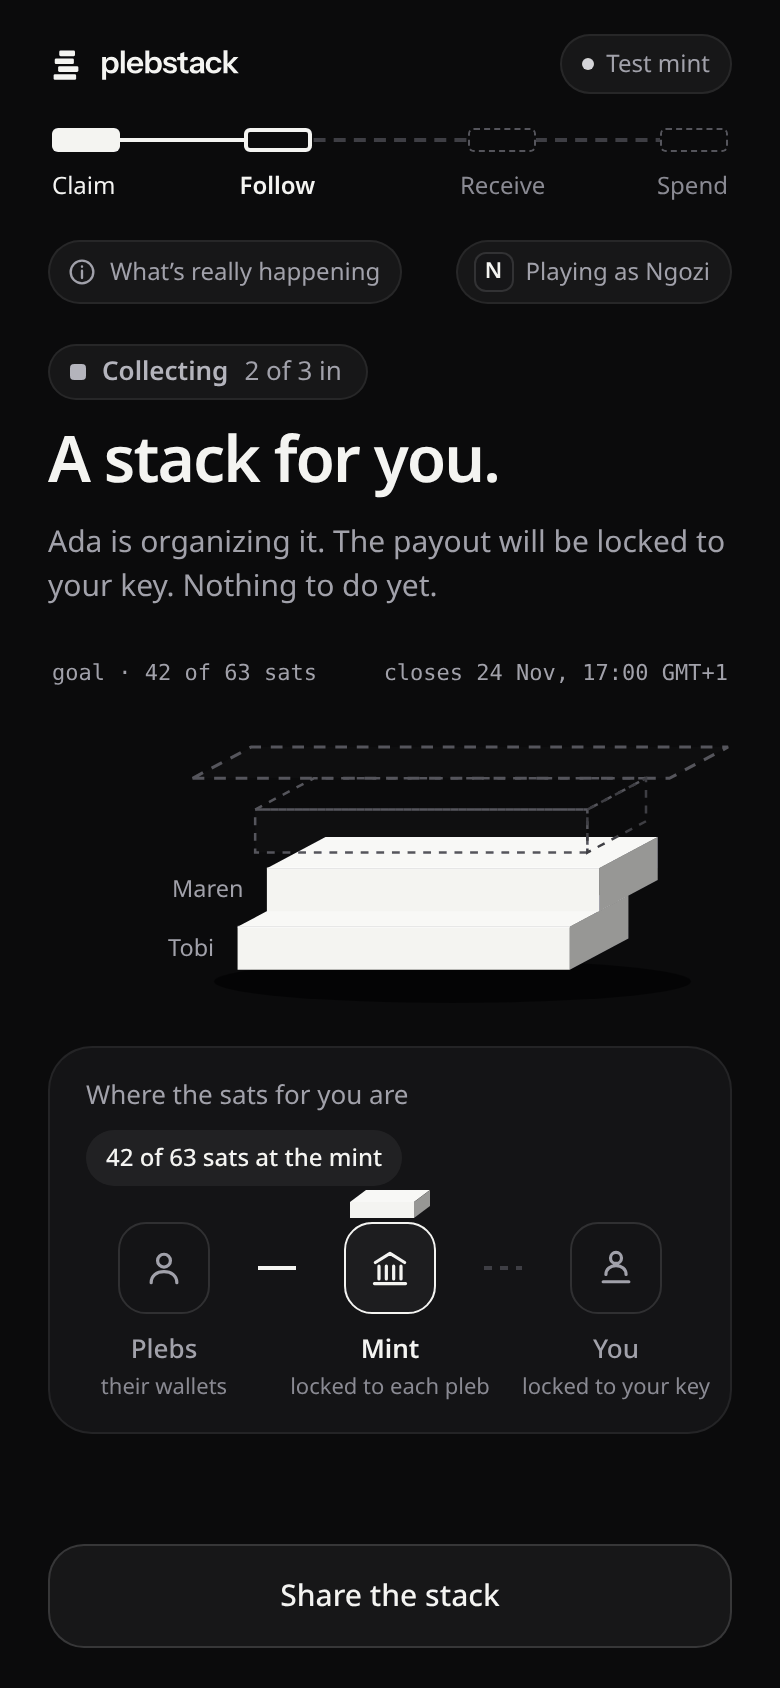 plebstack
Test mint
Claim
Follow
Receive
Spend
What’s really happening
N
Playing as Ngozi
Collecting 2 of 3 in
A stack for you.
Ada is organizing it. The payout will be locked to
your key. Nothing to do yet.
goal · 42 of 63 sats
closes 24 Nov, 17:00 GMT+1
Maren
Tobi
Where the sats for you are
42 of 63 sats at the mint
Plebs
Mint
You
their wallets
locked to each pleb
locked to your key
Share the stack